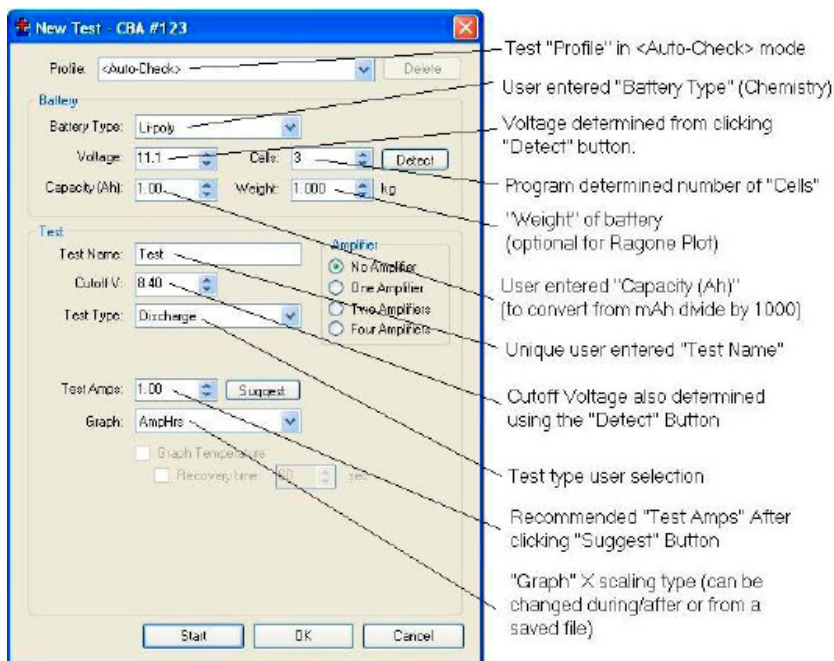 New Test - CBA #123
Profile: <Auto-Check> Delete
Battery
Battery Type: Li-poly
Voltage: 11.1 Cells: 3 Detect
Capacity (Ah): 1.00 Weight: 1.000 kg
Test
Test Name: Test
Cutoff V: 8.40
Test Type: Discharge
Amplifier
No Amplifier
One Amplifier
Two Amplifiers
Four Amplifiers
Test Amps: 1.00 Suggest
Graph: AmpHrs
Graph Temperature
Recovery time: sec
Start OK Cancel
Test "Profile" in <Auto-Check> mode
User entered "Battery Type" (Chemistry)
Voltage determined from clicking
"Detect" button.
Program determined number of "Cells"
"Weight" of battery
(optional for Ragone Plot)
User entered "Capacity (Ah)"
(to convert from mAh divide by 1000)
Unique user entered "Test Name"
Cutoff Voltage also determined
using the "Detect" Button
Test type user selection
Recommended "Test Amps" After
clicking "Suggest" Button
"Graph" X scaling type (can be
changed during/after or from a
saved file)